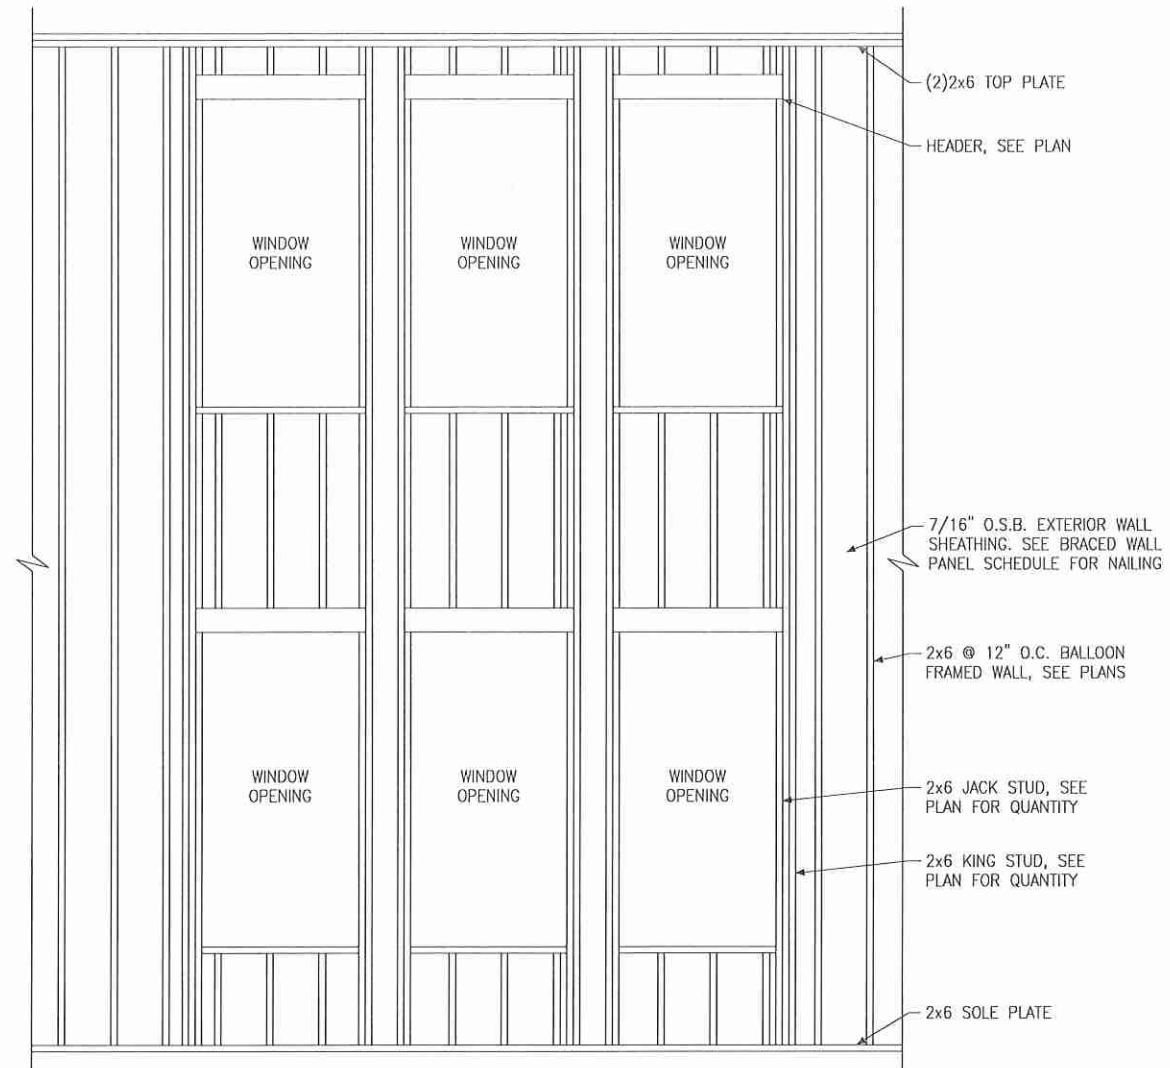 (2)2x6 TOP PLATE
HEADER, SEE PLAN
WINDOW
OPENING
WINDOW
OPENING
WINDOW
OPENING
7/16" O.S.B. EXTERIOR WALL
SHEATHING. SEE BRACED WALL
PANEL SCHEDULE FOR NAILING
2x6 @ 12" O.C. BALLOON
FRAMED WALL, SEE PLANS
WINDOW
OPENING
WINDOW
OPENING
WINDOW
OPENING
2x6 JACK STUD, SEE
PLAN FOR QUANTITY
2x6 KING STUD, SEE
PLAN FOR QUANTITY
2x6 SOLE PLATE